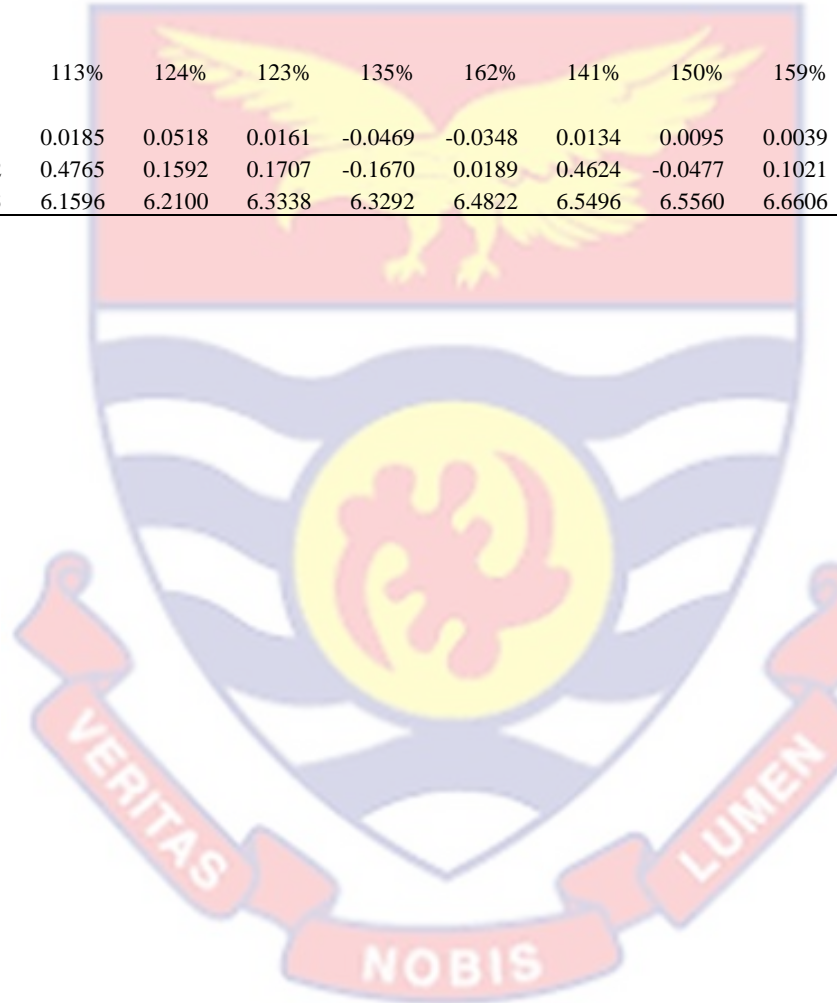 113% 124% 123% 135% 162% 141% 150% 159%
0.0185 0.0518 0.0161 -0.0469 -0.0348 0.0134 0.0095 0.0039
0.4765 0.1592 0.1707 -0.1670 0.0189 0.4624 -0.0477 0.1021
6.1596 6.2100 6.3338 6.3292 6.4822 6.5496 6.5560 6.6606
VERITAS
NOBIS
LUMEN